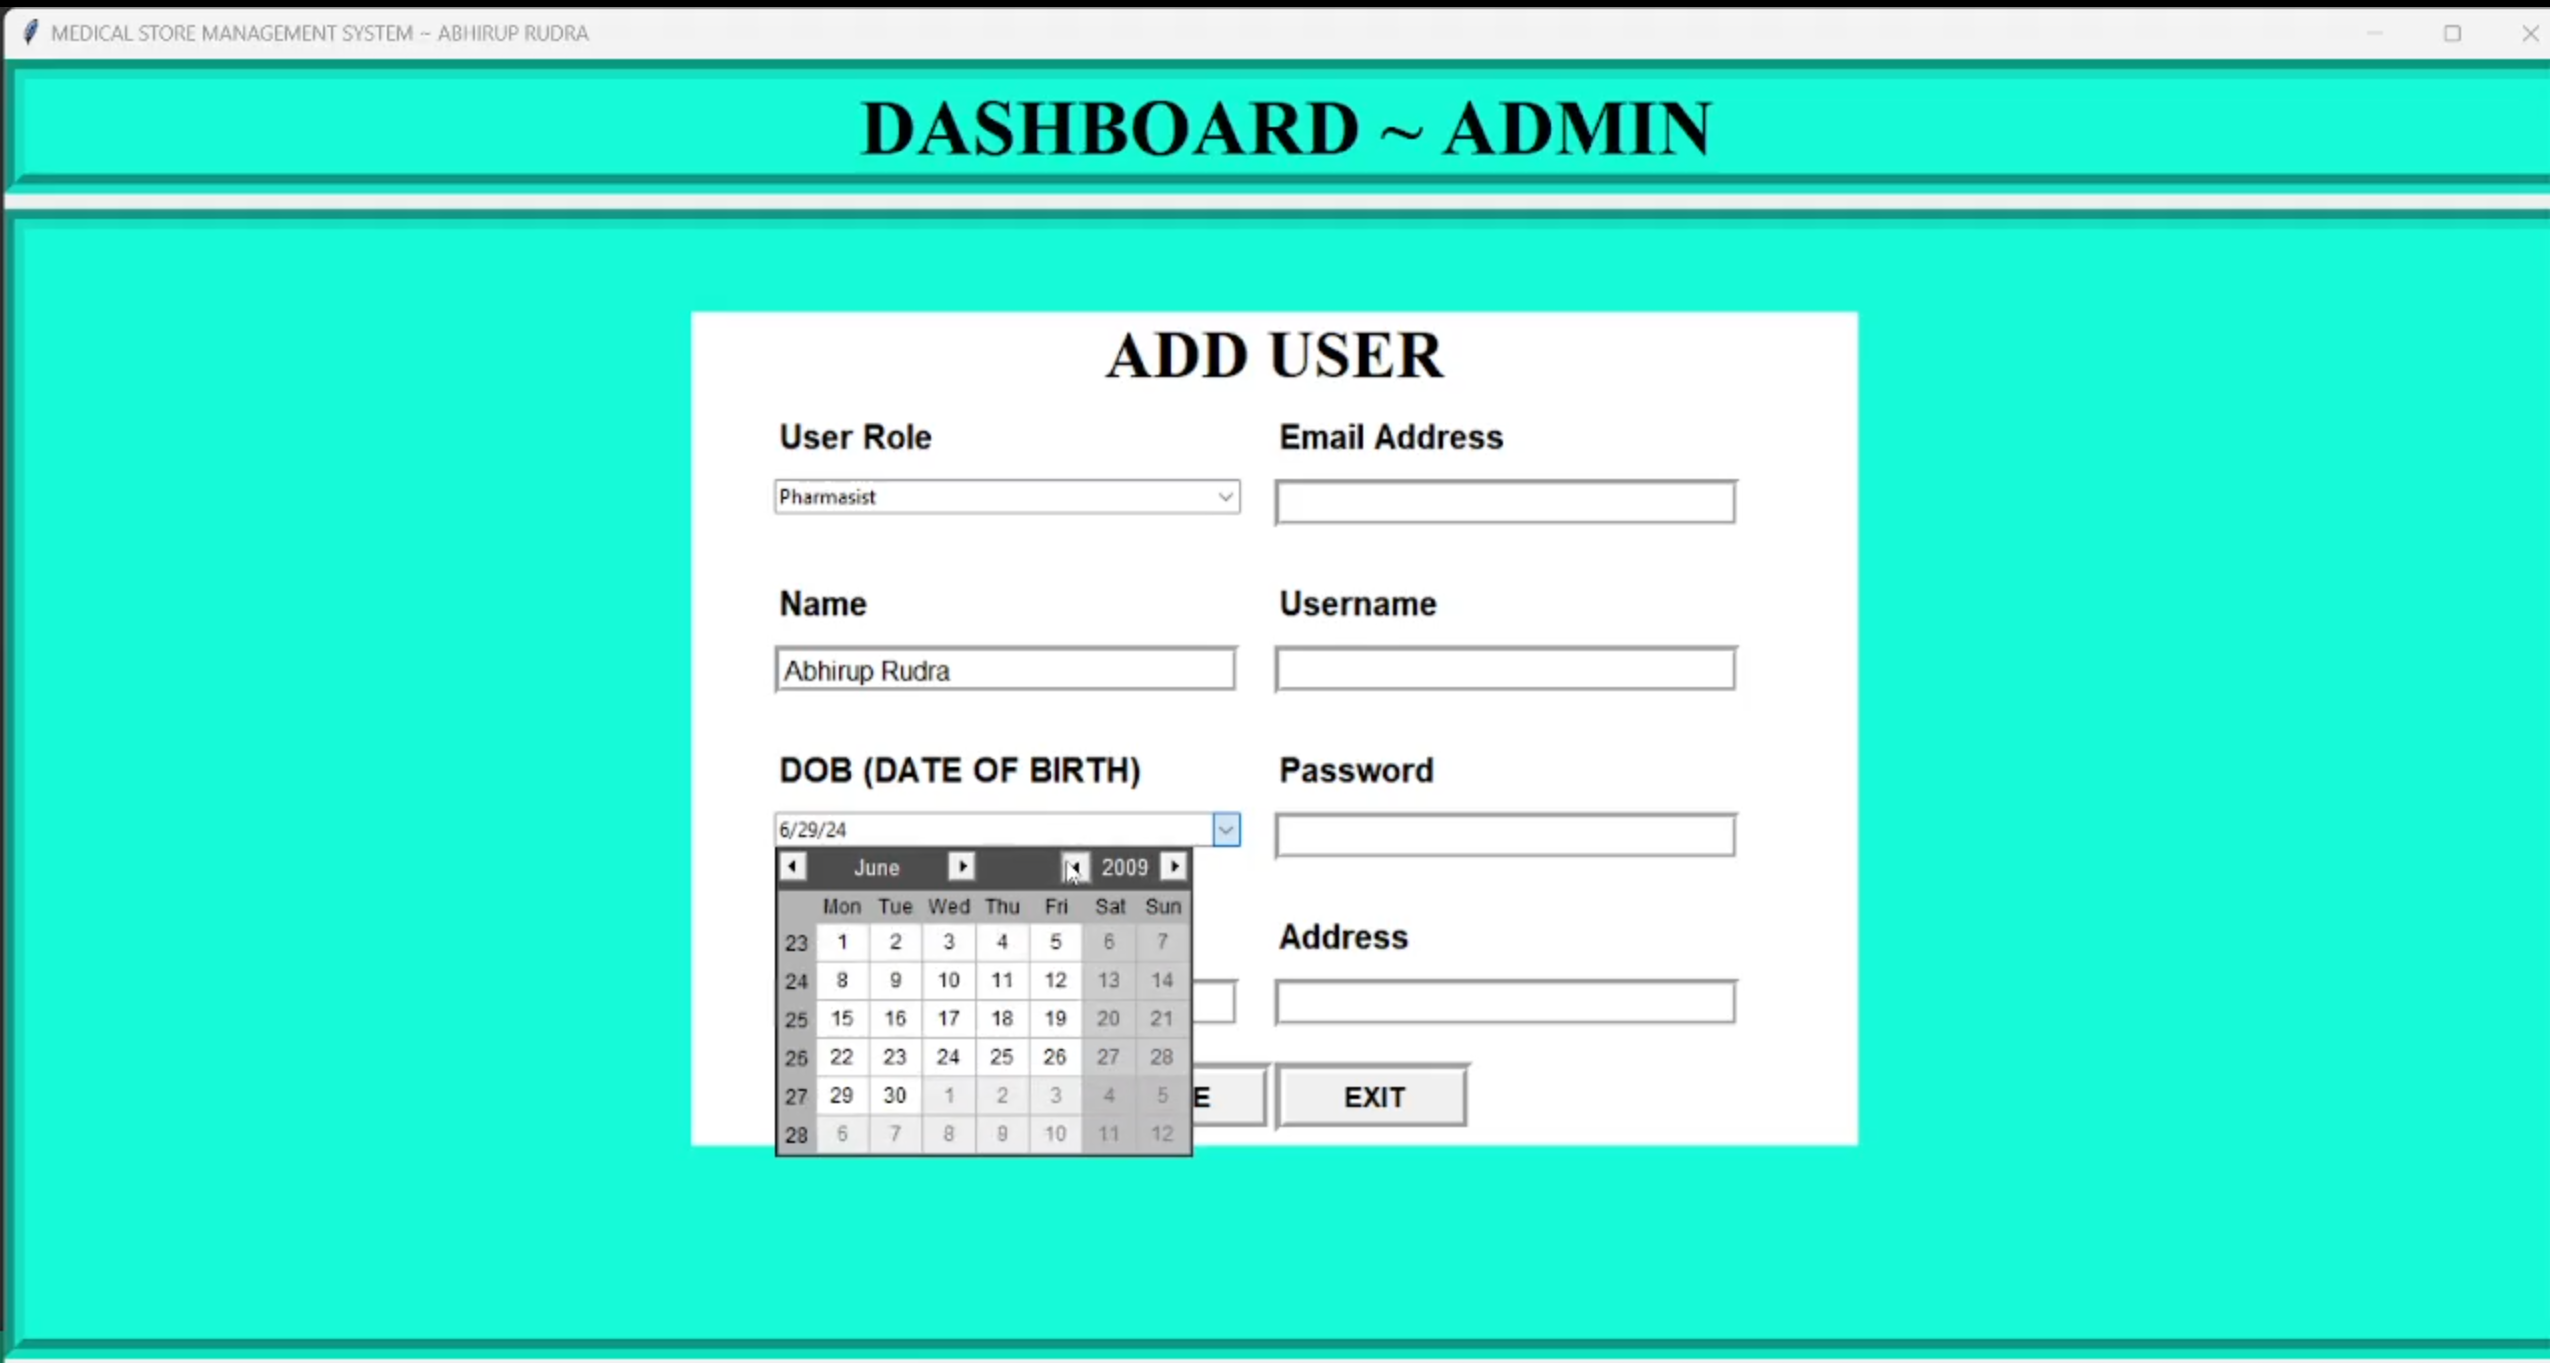 MEDICAL STORE MANAGEMENT SYSTEM ~ ABHIRUP RUDRA
DASHBOARD ~ ADMIN
ADD USER
User Role Email Address
Pharmasist
Name Username
Abhirup Rudra
DOB (DATE OF BIRTH) Password
6/29/24
June 2009
Mon Tue Wed Thu Fri Sat Sun
23 1 2 3 4 5 6 7
Address
24 8 9 10 11 12 13 14
25 15 16 17 18 19 20 21
26 22 23 24 25 26 27 28
27 29 30 1 2 3 4 5
E EXIT
28 6 7 8 9 10 11 12